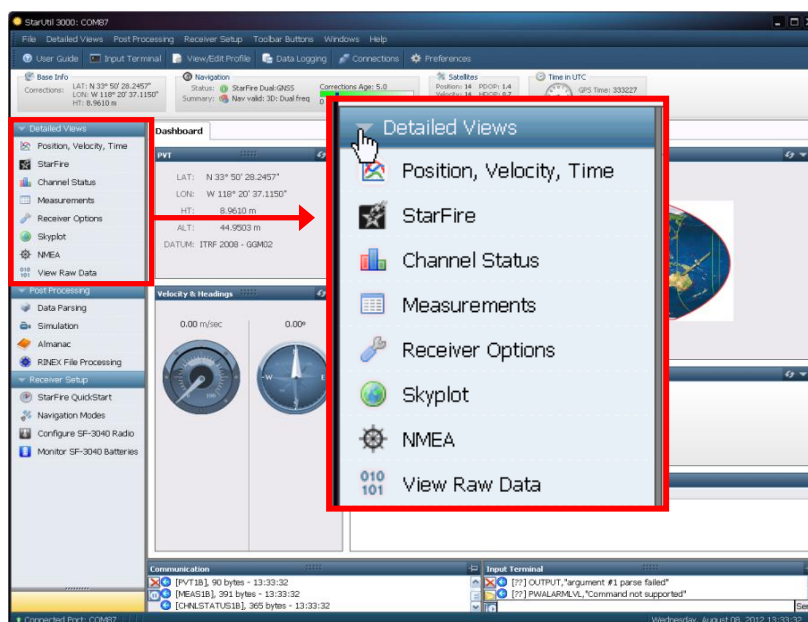 StarUtil 3000: COM87
File Detailed Views Post Processing Receiver Setup Toolbar Buttons Windows Help
User Guide Input Terminal View/Edit Profile Data Logging Connections Preferences
Base Info
Corrections: LAT: N 33° 50' 28.2457"
LON: W 118° 20' 37.1150"
HT: 8.9610 m
Navigation
Status: StarFire Dual:GNSS
Summary: Nav valid: 3D: Dual freq
Corrections Age: 5.0
0
Satellites
Position: 14 PDOP: 1.4
Velocity: 14 HDOP: 0.7
Time in UTC
GPS Time: 333227
Detailed Views
Position, Velocity, Time
StarFire
Channel Status
Measurements
Receiver Options
Skyplot
NMEA
View Raw Data
Post Processing
Data Parsing
Simulation
Almanac
RINEX File Processing
Receiver Setup
StarFire QuickStart
Navigation Modes
Configure SF-3040 Radio
Monitor SF-3040 Batteries
Dashboard
PVT
LAT: N 33° 50' 28.2457"
LON: W 118° 20' 37.1150"
HT: 8.9610 m
ALT: 44.9503 m
DATUM: ITRF 2008 - GGM02
Velocity & Headings
0.00 m/sec 0.00°
W
Detailed Views
Position, Velocity, Time
StarFire
Channel Status
Measurements
Receiver Options
Skyplot
NMEA
010
101
View Raw Data
Communication
[PVT1B], 90 bytes - 13:33:32
[MEAS1B], 391 bytes - 13:33:32
[CHNLSTATUS1B], 365 bytes - 13:33:32
Input Terminal
[??] OUTPUT,"argument #1 parse failed"
[??] PWALARMLVL,"Command not supported"
Connected Port: COM87
Wednesday, August 08, 2012 13:33:32